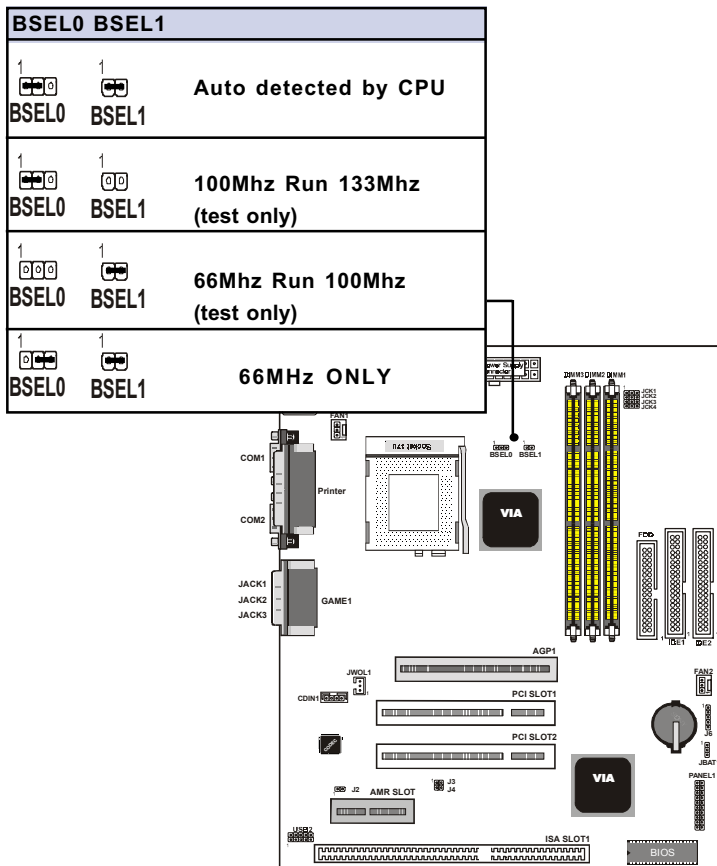 BSEL0 BSEL1
1 1
BSEL0 BSEL1 Auto detected by CPU
1 1
BSEL0 BSEL1 100Mhz Run 133Mhz
(test only)
1 1
BSEL0 BSEL1 66Mhz Run 100Mhz
(test only)
1 1
BSEL0 BSEL1 66MHz ONLY
Supply
DIMM3 DIMM2 DIMM1
JCK1
JCK2
JCK3
JCK4
FAN1
Socket 370
BSEL0 BSEL1
COM1
Printer
COM2
VIA
FDD
IDE1
IDE2
JACK1
JACK2
JACK3
GAME1
AGP1
JWOL1
CDIN1
PCI SLOT1
FAN2
J6
CODEC
PCI SLOT2
JBAT
VIA
PANEL1
J2
AMR SLOT
J3
J4
USB2
ISA SLOT1
BIOS